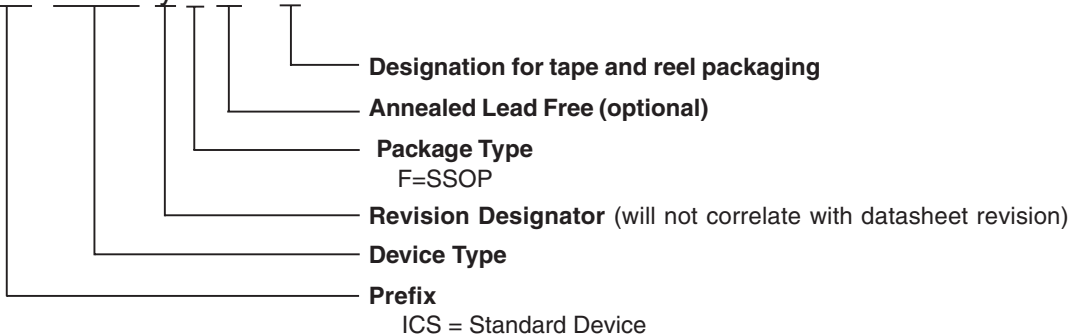 Designation for tape and reel packaging
Annealed Lead Free (optional)
Package Type
F=SSOP
Revision Designator (will not correlate with datasheet revision)
Device Type
Prefix
ICS = Standard Device